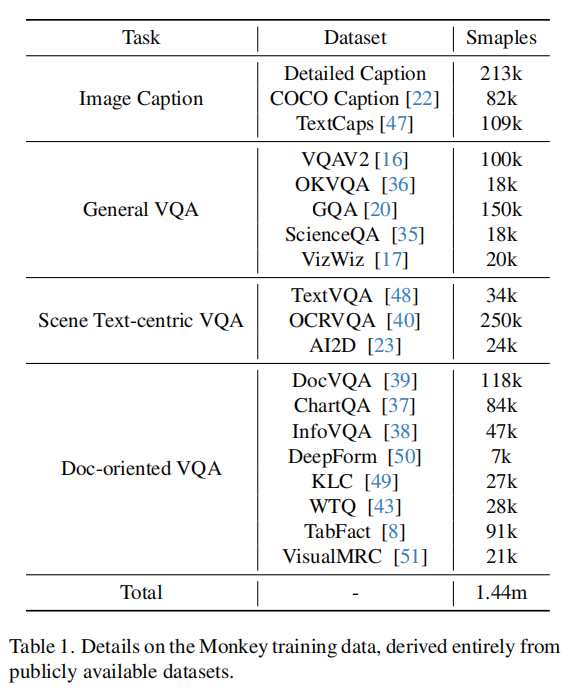 Task Dataset Smaples
Image Caption
Detailed Caption 213k
COCO Caption [22] 82k
TextCaps [47] 109k
General VQA
VQAV2 [16] 100k
OKVQA [36] 18k
GQA [20] 150k
ScienceQA [35] 18k
VizWiz [17] 20k
Scene Text-centric VQA
TextVQA [48] 34k
OCRVQA [40] 250k
AI2D [23] 24k
Doc-oriented VQA
DocVQA [39] 118k
ChartQA [37] 84k
InfoVQA [38] 47k
DeepForm [50] 7k
KLC [49] 27k
WTQ [43] 28k
TabFact [8] 91k
VisualMRC [51] 21k
Total - 1.44m
Table 1. Details on the Monkey training data, derived entirely from
publicly available datasets.